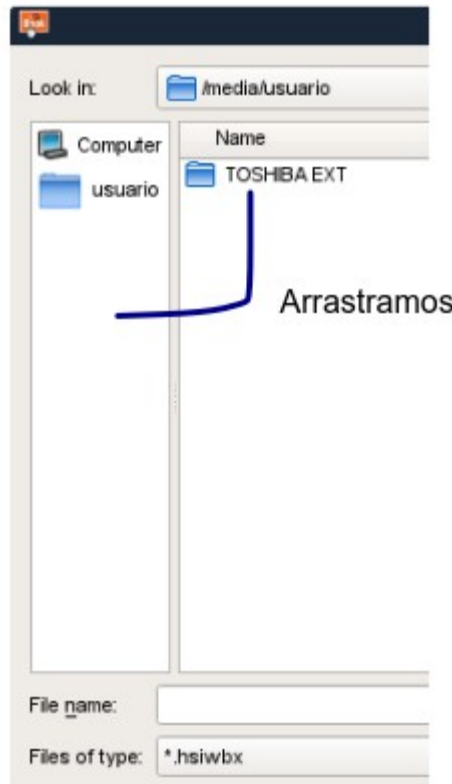 Look in:
/media/usuario
Computer
usuario
Name
TOSHIBA EXT
Arrastramos
File name:
Files of type:
*.hsiwbx